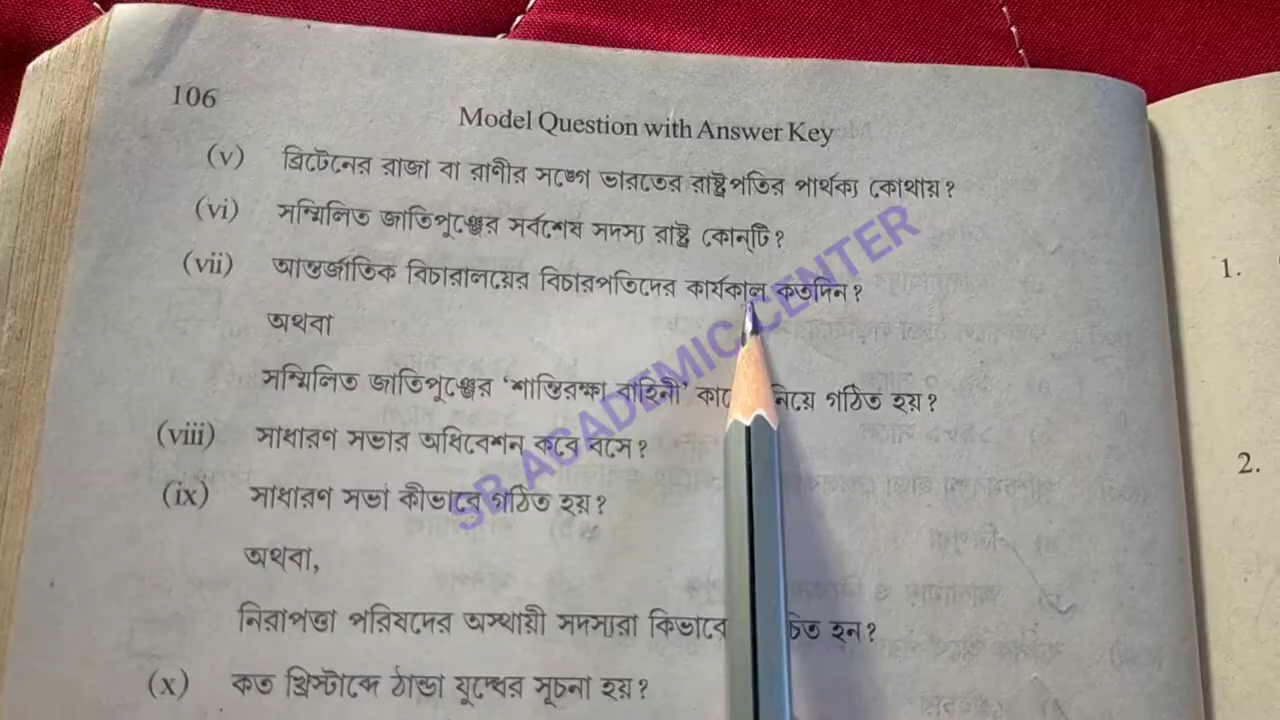 106
Model Question with Answer Key
(v) ব্রিটেনের রাজা বা রাণীর সঙ্গে ভারতের রাষ্ট্রপতির পার্থক্য কোথায়?
(vi) সম্মিলিত জাতিপুঞ্জের সর্বশেষ সদস্য রাষ্ট্র কোন্‌টি?
(vii) আন্তর্জাতিক বিচারালয়ের বিচারপতিদের কার্যকাল কতদিন?
অথবা
সম্মিলিত জাতিপুঞ্জের ‘শান্তিরক্ষা বাহিনী’ নিয়ে গঠিত হয়?
(viii) সাধারণ সভার অধিবেশন কবে বসে?
(ix) সাধারণ সভা কীভাবে গঠিত হয়?
অথবা,
নিরাপত্তা পরিষদের অস্থায়ী সদস্যরা কিভাবে হন?
(x) কত খ্রিস্টাব্দে ঠান্ডা যুদ্ধের সূচনা হয়?
1.
2.
SB ACADEMIC CENTER